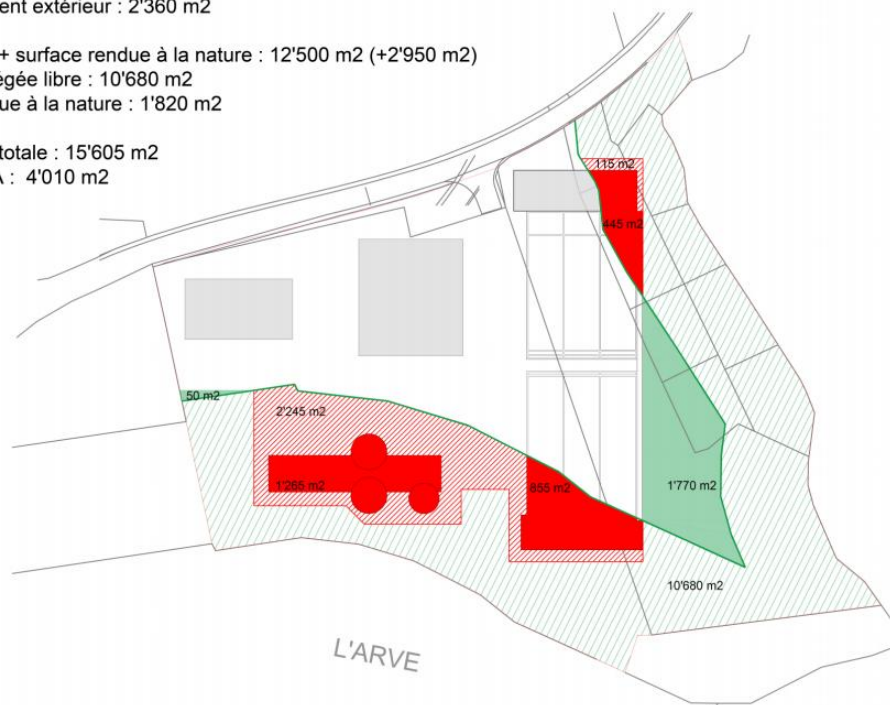 ent extérieur : 2'360 m2
+ surface rendue à la nature : 12'500 m2 (+2'950 m2)
égée libre : 10'680 m2
ue à la nature : 1'820 m2
totale : 15'605 m2
A : 4'010 m2
115 m2
445 m2
50 m2
2'245 m2
1'265 m2
855 m2
1'770 m2
10'680 m2
L'ARVE